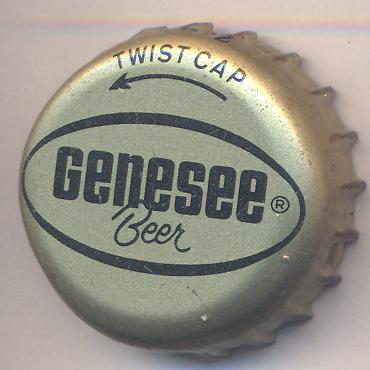 TWIST CAP
Genesee ®
Beer